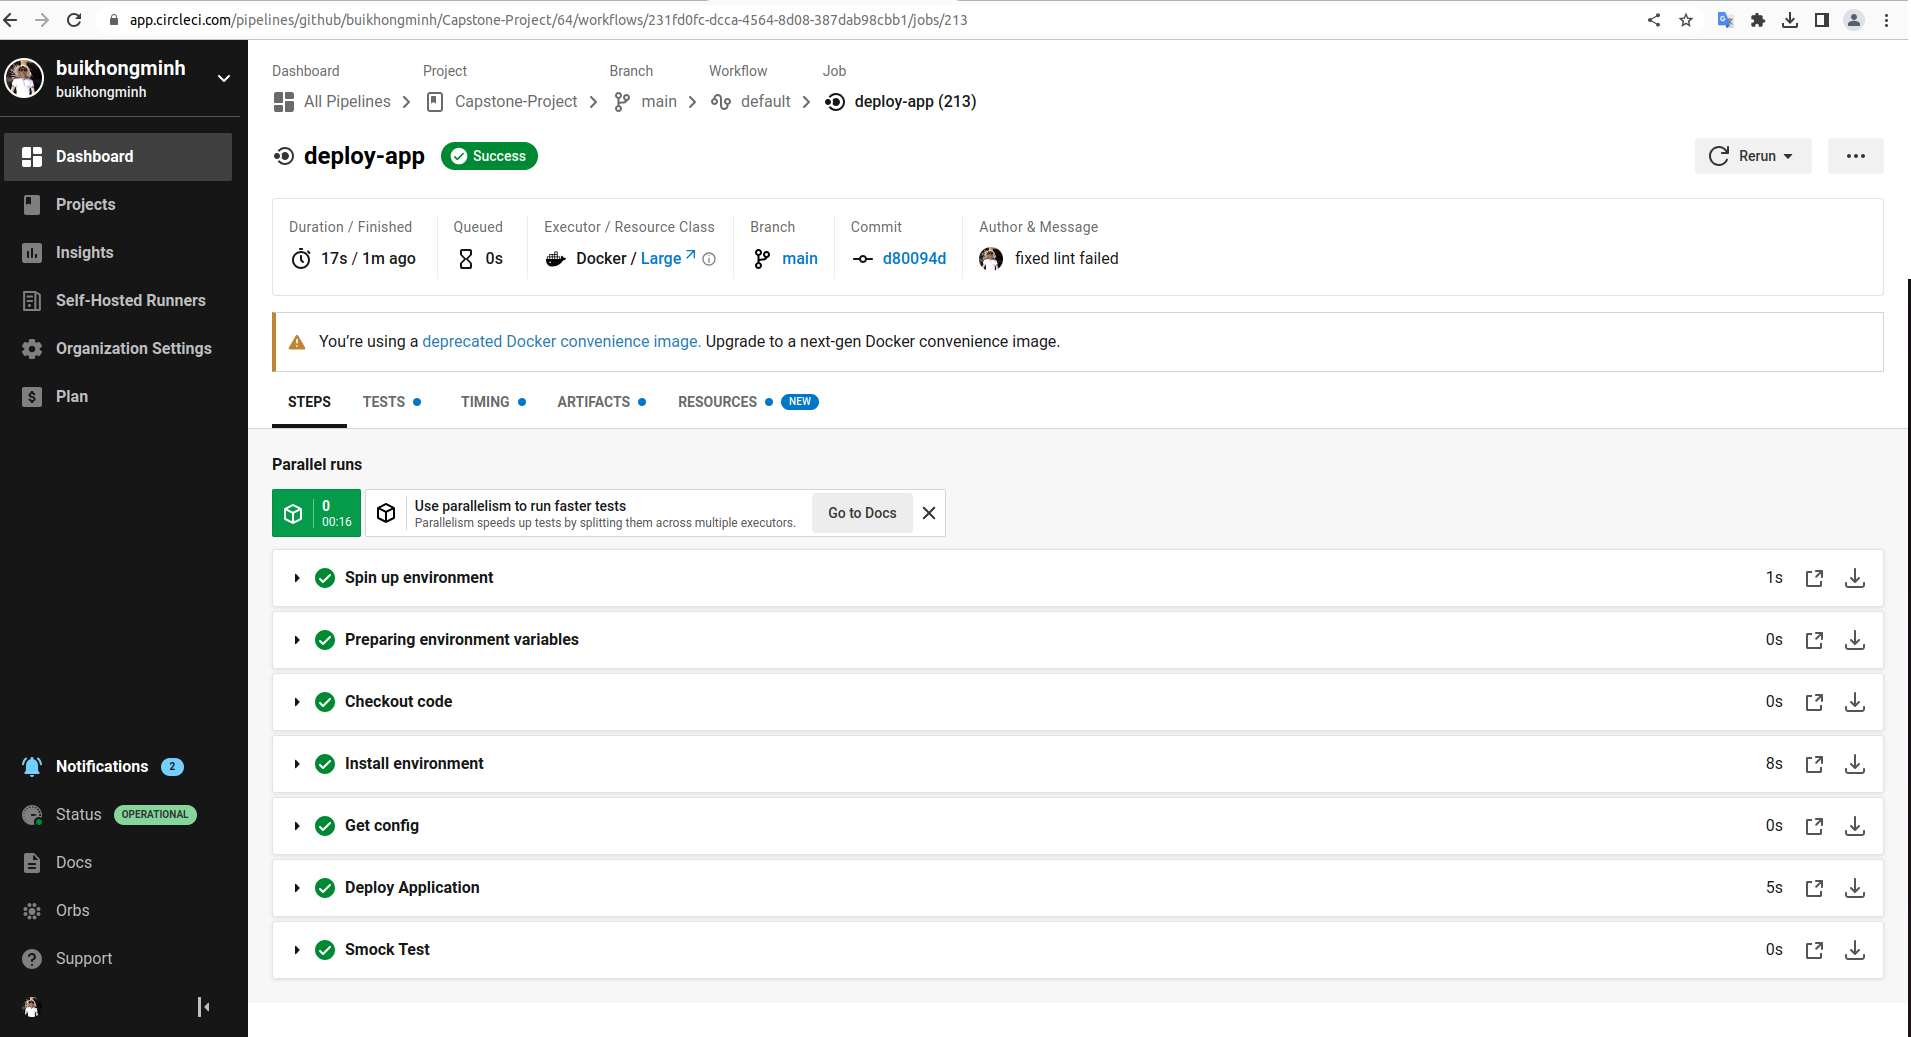 app.circleci.com/pipelines/github/buikhongminh/Capstone-Project/64/workflows/231fd0fc-dcca-4564-8d08-387dab98cbb1/jobs/213
buikhongminh
buikhongminh
Dashboard
Projects
Insights
Self-Hosted Runners
Organization Settings
$ Plan
Notifications 2
Status OPERATIONAL
Docs
Orbs
? Support
Dashboard Project Branch Workflow Job
All Pipelines Capstone-Project main default deploy-app (213)
deploy-app Success Rerun
Duration / Finished Queued Executor / Resource Class Branch Commit Author & Message
17s / 1m ago 0s Docker / Large main d80094d fixed lint failed
You’re using a deprecated Docker convenience image. Upgrade to a next-gen Docker convenience image.
STEPS TESTS TIMING ARTIFACTS RESOURCES NEW
Parallel runs
0
00:16
Use parallelism to run faster tests
Parallelism speeds up tests by splitting them across multiple executors.
Go to Docs
Spin up environment 1s
Preparing environment variables 0s
Checkout code 0s
Install environment 8s
Get config 0s
Deploy Application 5s
Smock Test 0s